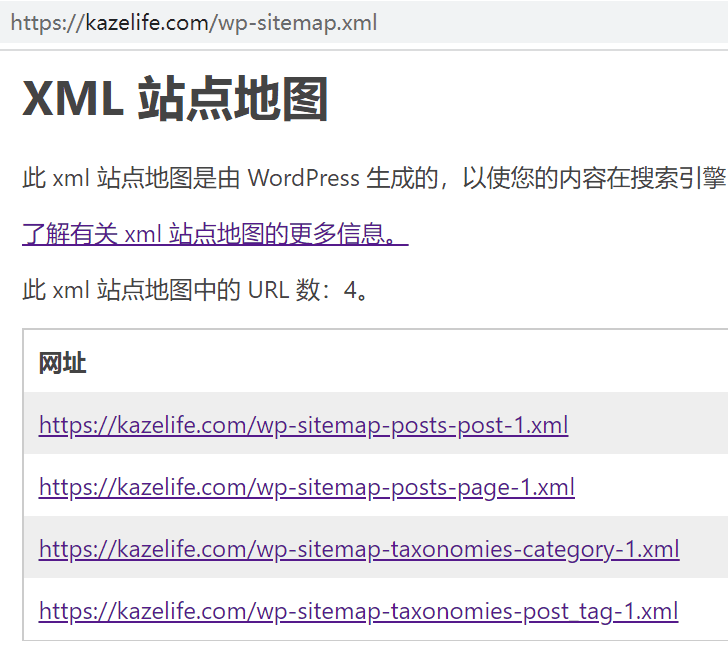 https://kazelife.com/wp-sitemap.xml
XML 站点地图
此 xml 站点地图是由 WordPress 生成的，以使您的内容在搜索引擎
了解有关 xml 站点地图的更多信息。
此 xml 站点地图中的 URL 数：4。
网址
https://kazelife.com/wp-sitemap-posts-post-1.xml
https://kazelife.com/wp-sitemap-posts-page-1.xml
https://kazelife.com/wp-sitemap-taxonomies-category-1.xml
https://kazelife.com/wp-sitemap-taxonomies-post_tag-1.xml